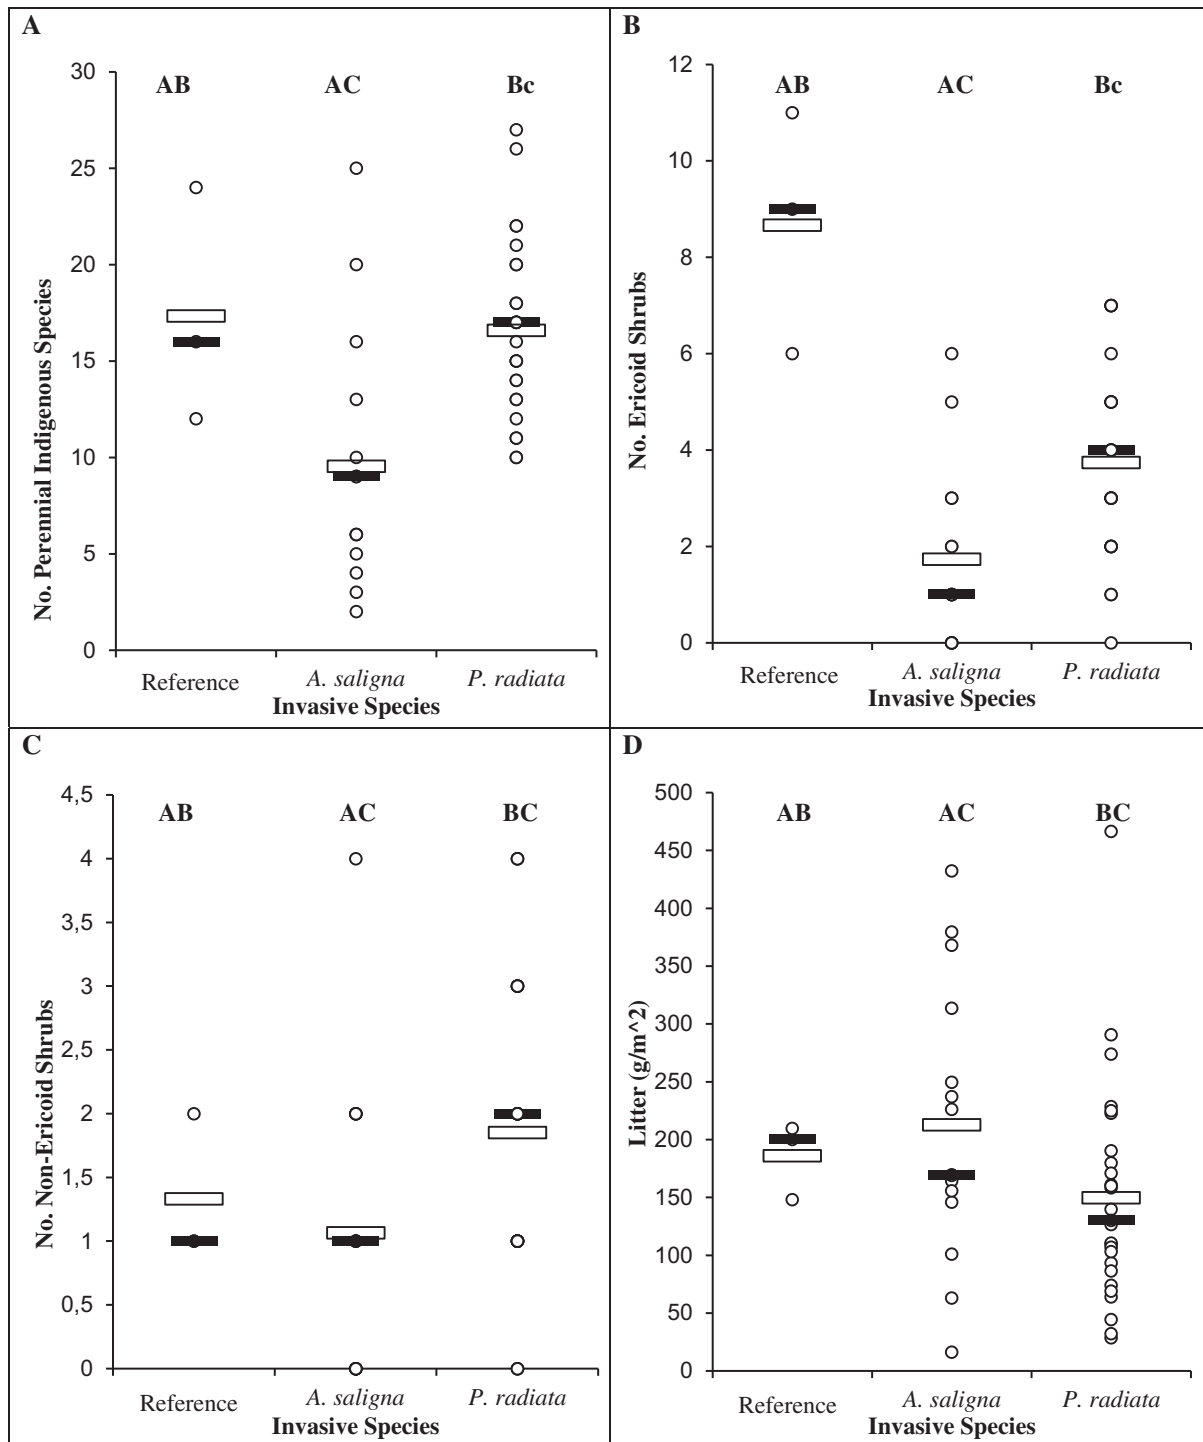 A
No. Perennial Indigenous Species
30
25
20
15
10
5
0
AB AC Bc
Reference A. saligna P. radiata
Invasive Species
B
No. Ericoid Shrubs
12
10
8
6
4
2
0
AB AC Bc
Reference A. saligna P. radiata
Invasive Species
C
No. Non-Ericoid Shrubs
4,5
4
3,5
3
2,5
2
1,5
1
0,5
0
AB AC BC
Reference A. saligna P. radiata
Invasive Species
D
Litter (g/m^2)
500
450
400
350
300
250
200
150
100
50
0
AB AC BC
Reference A. saligna P. radiata
Invasive Species